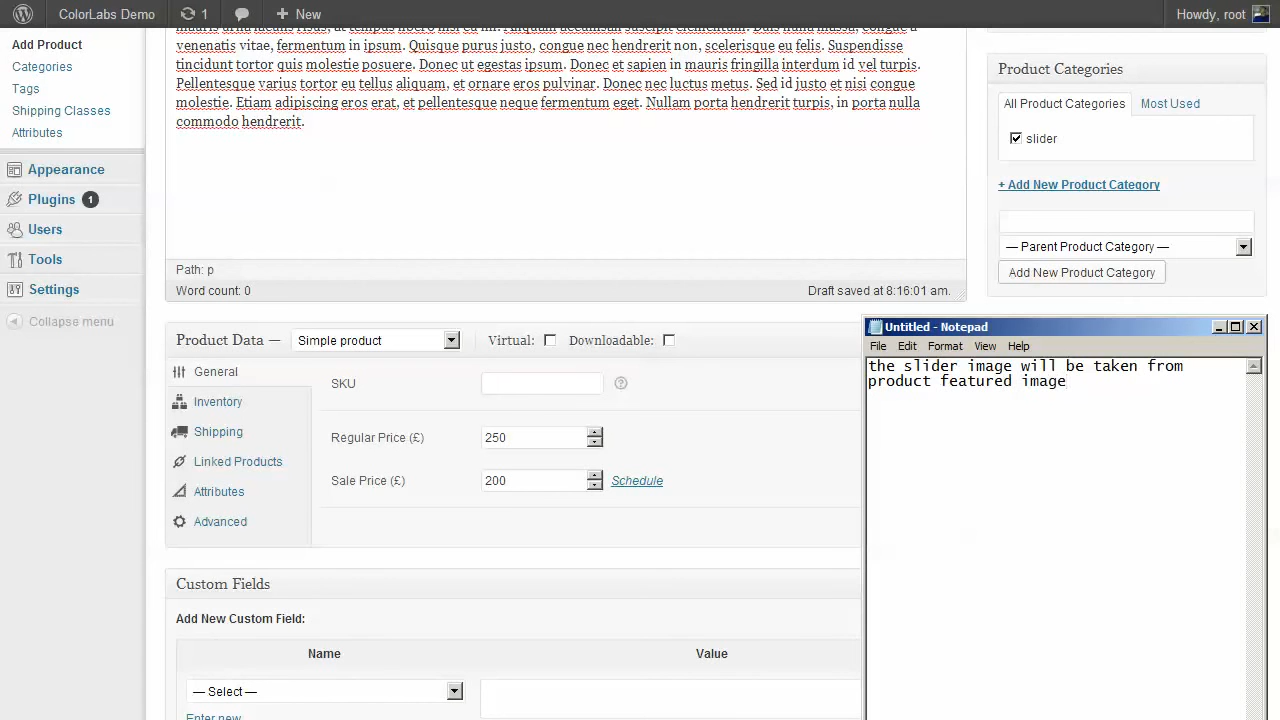 ColorLabs Demo 1 + New Howdy, root
Add Product
Categories
Tags
Shipping Classes
Attributes
Appearance
Plugins 1
Users
Tools
Settings
Collapse menu
venenatis vitae, fermentum in ipsum. Quisque purus justo, congue nec hendrerit non, scelerisque eu felis. Suspendisse
tincidunt tortor quis molestie posuere. Donec ut egestas ipsum. Donec et sapien in mauris fringilla interdum id vel turpis.
Pellentesque varius tortor eu tellus aliquam, et ornare eros pulvinar. Donec nec luctus metus. Sed id justo et nisi congue
molestie. Etiam adipiscing eros erat, et pellentesque neque fermentum eget. Nullam porta hendrerit turpis, in porta nulla
commodo hendrerit.
Path: p
Word count: 0 Draft saved at 8:16:01 am.
Product Categories
All Product Categories Most Used
slider
+ Add New Product Category
— Parent Product Category —
Add New Product Category
Product Data — Simple product Virtual: Downloadable:
General
Inventory
Shipping
Linked Products
Attributes
Advanced
SKU ?
Regular Price (£) 250
Sale Price (£) 200 Schedule
Custom Fields
Add New Custom Field:
Name Value
— Select —
Enter new
Untitled - Notepad
File Edit Format View Help
the slider image will be taken from
product featured image